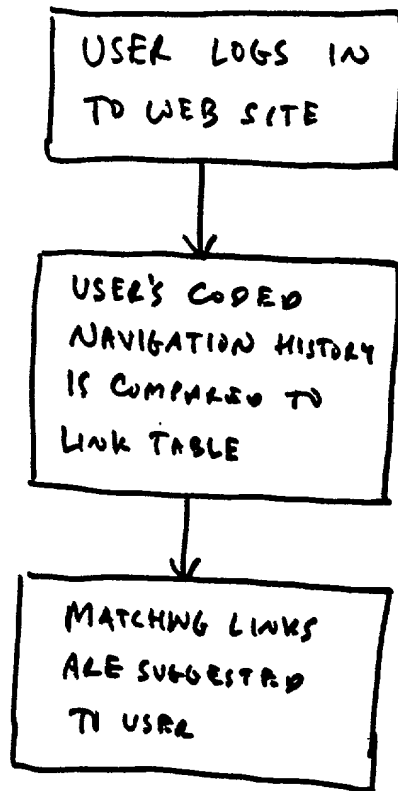 USER LOGS IN
TO WEB SITE
USER'S CODED
NAVIGATION HISTORY
IS COMPARED TO
LINK TABLE
MATCHING LINKS
ARE SUGGESTED
TO USER